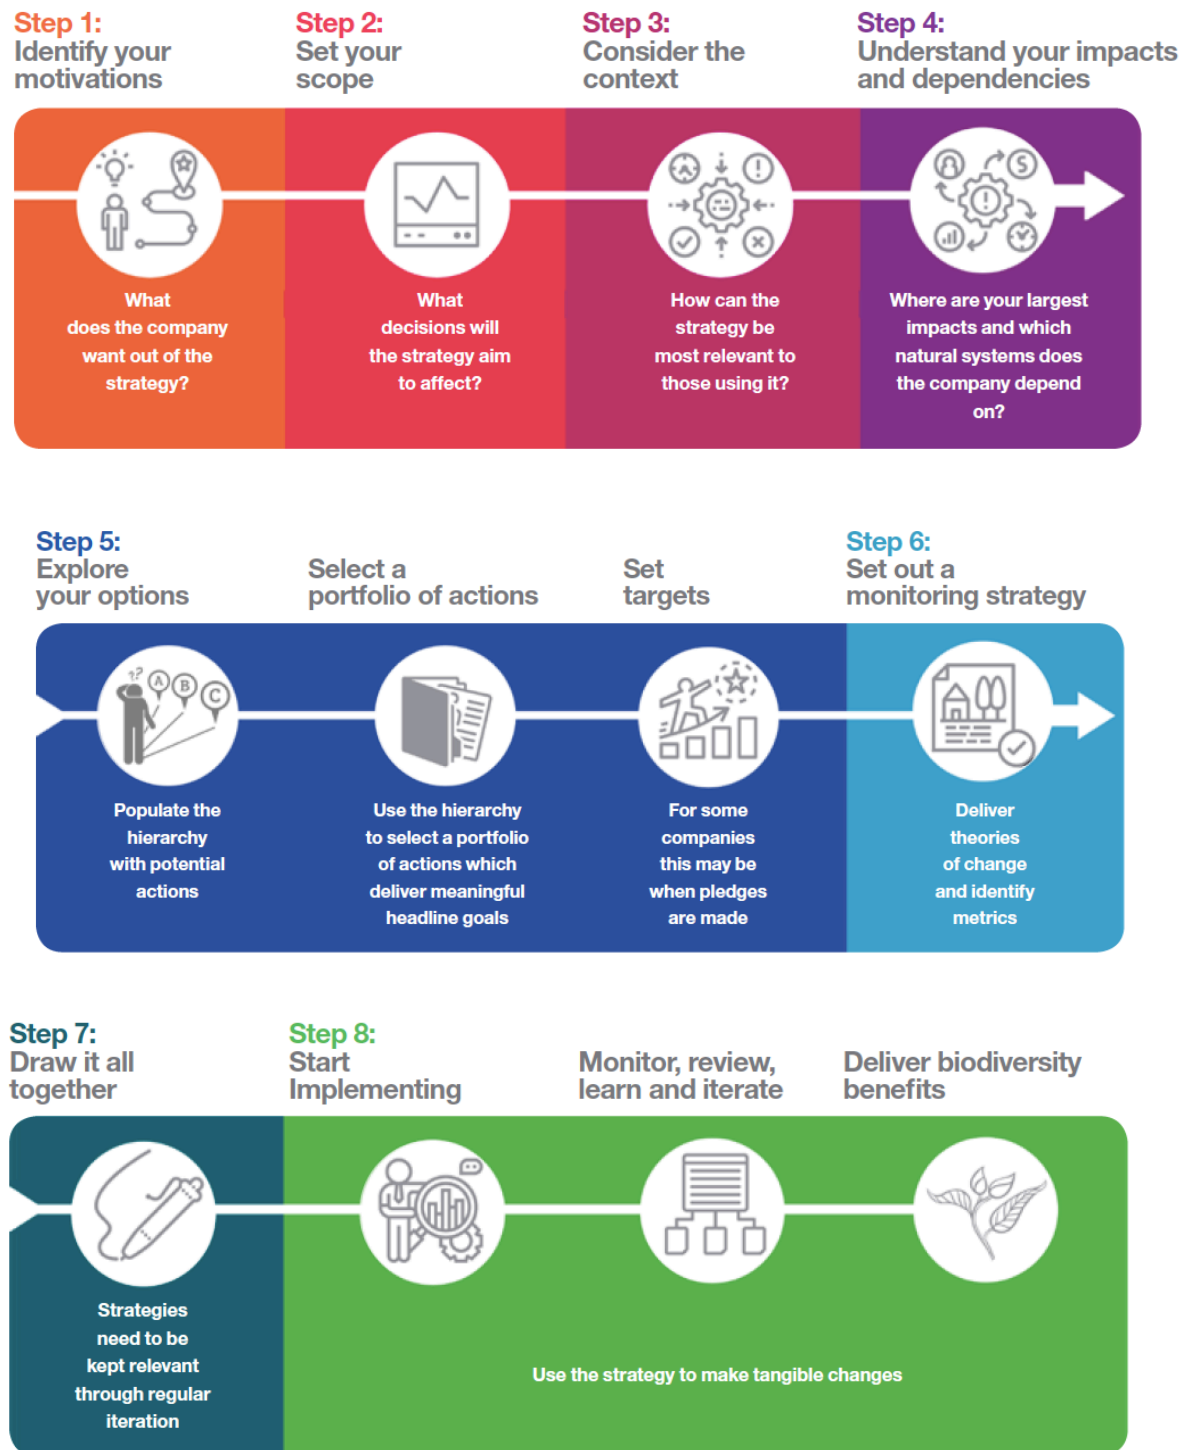 Step 1:
Identify your
motivations
Step 2:
Set your
scope
Step 3:
Consider the
context
Step 4:
Understand your impacts
and dependencies
What
does the company
want out of the
strategy?
What
decisions will
the strategy aim
to affect?
How can the
strategy be
most relevant to
those using it?
$
Where are your largest
impacts and which
natural systems does
the company depend
on?
Step 5:
Explore
your options
Select a
portfolio of actions
Set
targets
Step 6:
Set out a
monitoring strategy
??
A
B
C
Populate the
hierarchy
with potential
actions
Use the hierarchy
to select a portfolio
of actions which
deliver meaningful
headline goals
For some
companies
this may be
when pledges
are made
Deliver
theories
of change
and identify
metrics
Step 7:
Draw it all
together
Step 8:
Start
Implementing
Monitor, review,
learn and iterate
Deliver biodiversity
benefits
Strategies
need to be
kept relevant
through regular
iteration
Use the strategy to make tangible changes